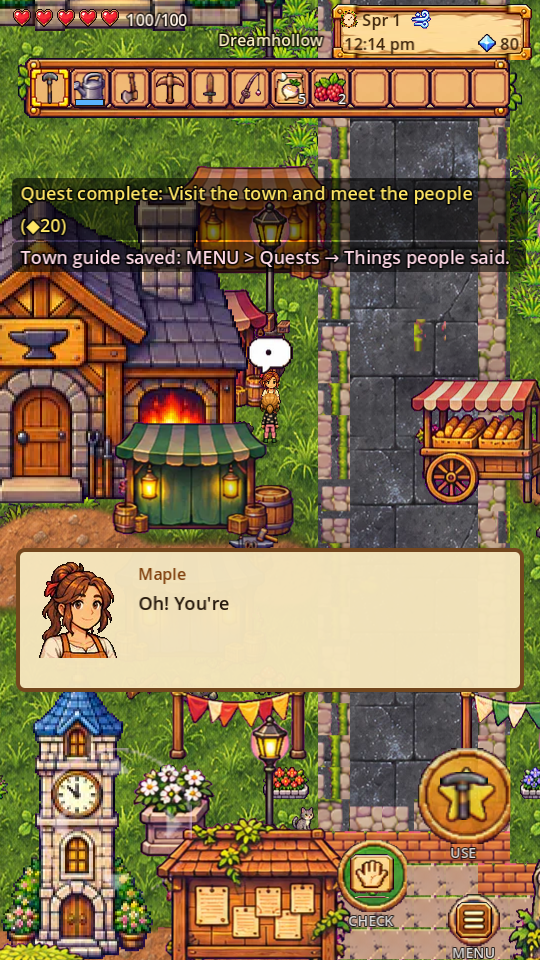 100/100
Spr 1
Dreamhollow
12:14 pm
80
5
2
Quest complete: Visit the town and meet the people
(◆20)
Town guide saved: MENU > Quests → Things people said.
Maple
Oh! You're
USE
CHECK
MENU